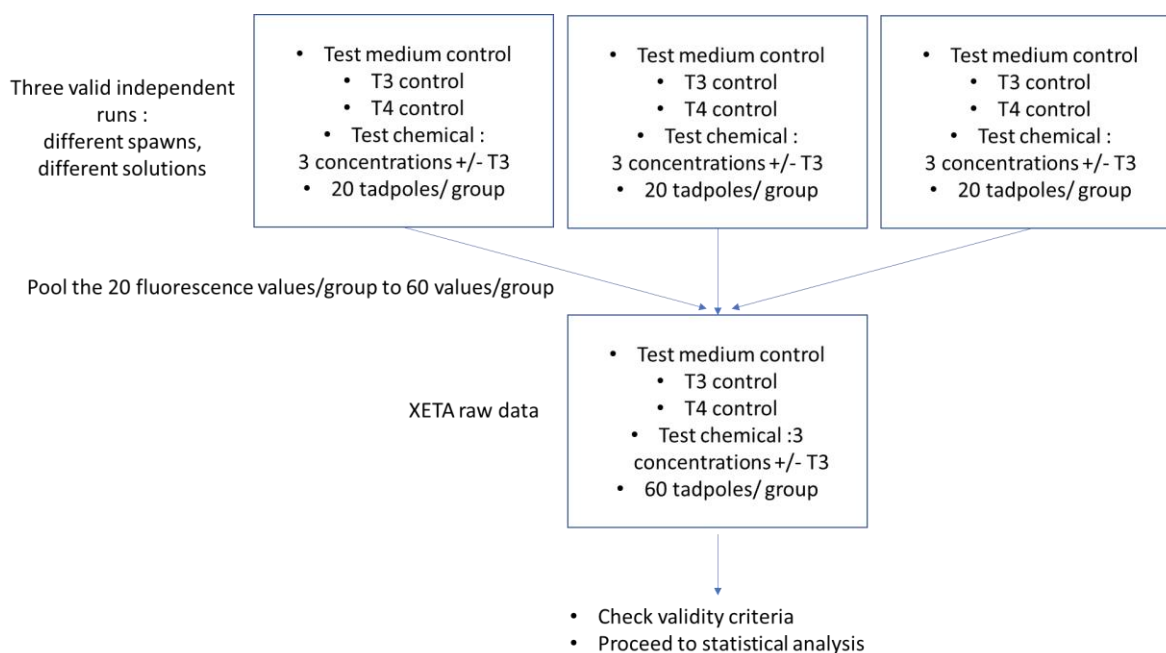 Three valid independent
runs :
different spawns,
different solutions
• Test medium control
• T3 control
• T4 control
• Test chemical :
3 concentrations +/- T3
• 20 tadpoles/ group
• Test medium control
• T3 control
• T4 control
• Test chemical :
3 concentrations +/- T3
• 20 tadpoles/ group
• Test medium control
• T3 control
• T4 control
• Test chemical :
3 concentrations +/- T3
• 20 tadpoles/ group
Pool the 20 fluorescence values/group to 60 values/group
XETA raw data
• Test medium control
• T3 control
• T4 control
• Test chemical :3
concentrations +/- T3
• 60 tadpoles/ group
• Check validity criteria
• Proceed to statistical analysis